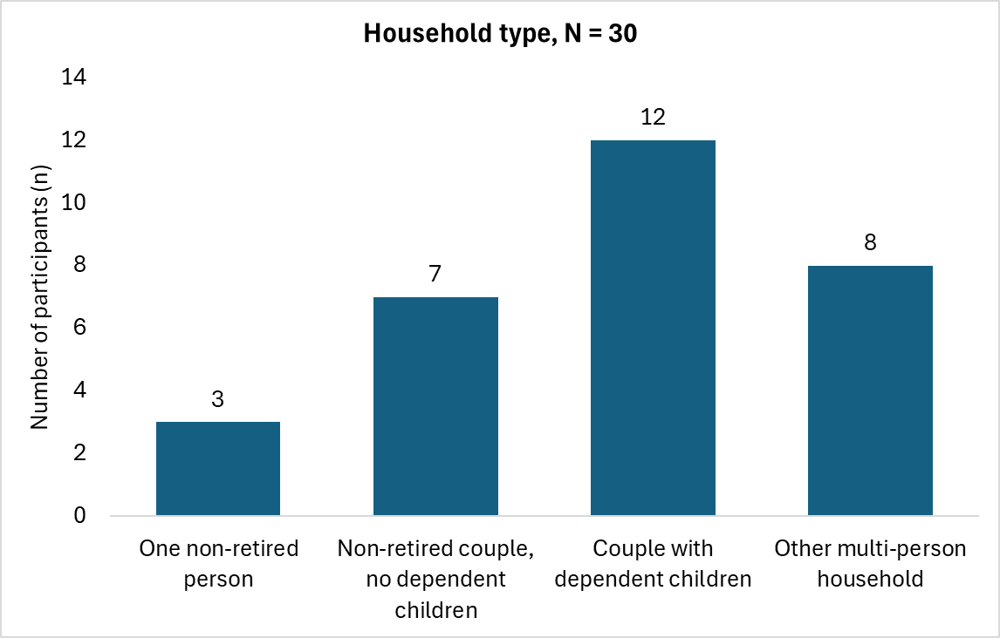 Household type, N = 30
Number of participants (n)
14
12
10
8
6
4
2
0
3
7
12
8
One non-retired
person
Non-retired couple,
no dependent
children
Couple with
dependent children
Other multi-person
household